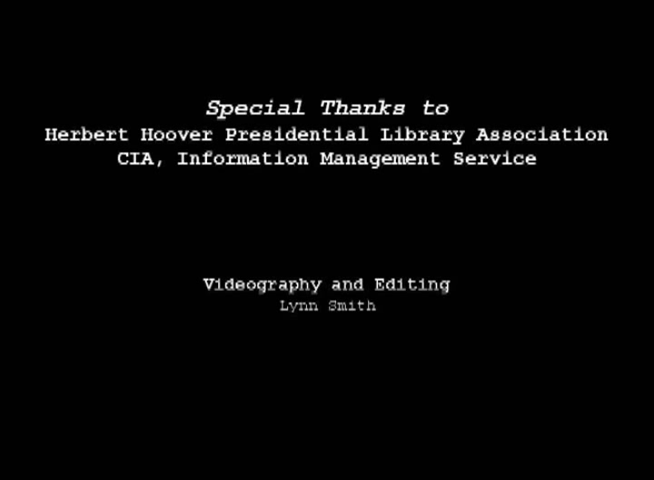 Special Thanks to
Herbert Hoover Presidential Library Association
CIA, Information Management Service
Videography and Editing
Lynn Smith